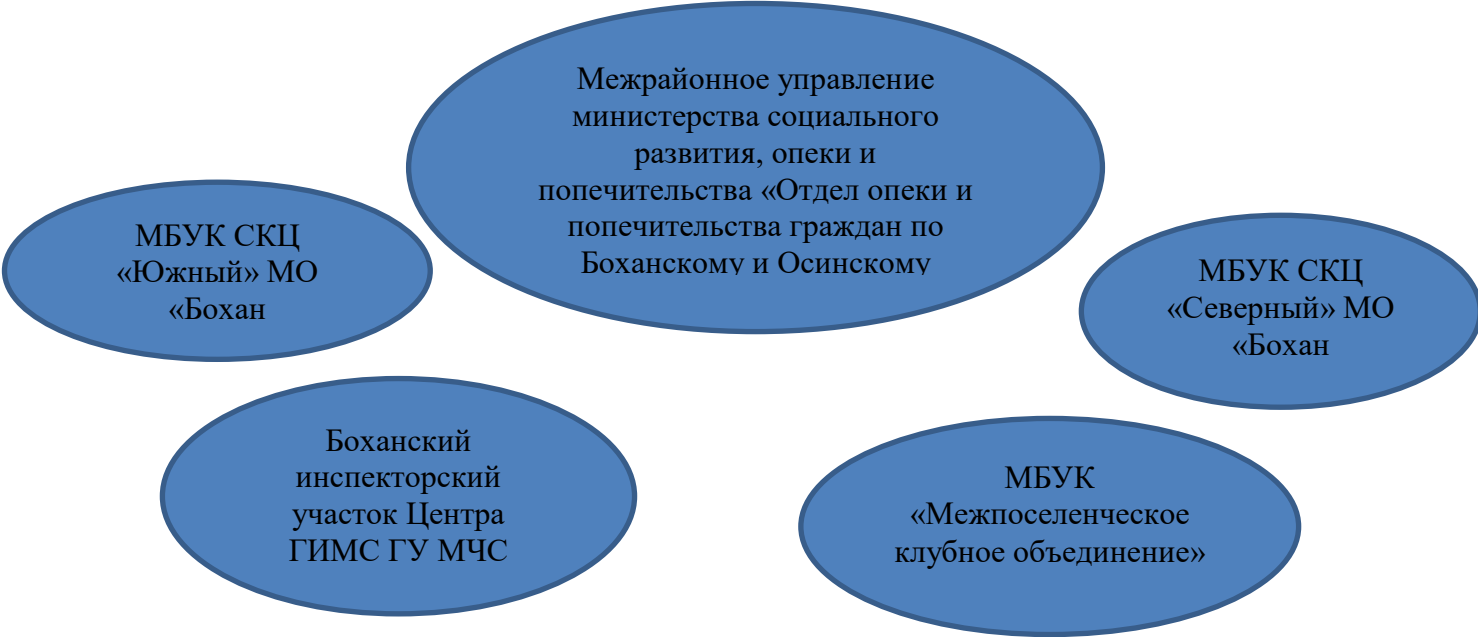 Межрайонное управление
министерства социального
развития, опеки и
попечительства «Отдел опеки и
попечительства граждан по
Боханскому и Осинскому
МБУК СКЦ
«Южный» МО
«Бохан
МБУК СКЦ
«Северный» МО
«Бохан
Боханский
инспекторский
участок Центра
ГИМС ГУ МЧС
МБУК
«Межпоселенческое
клубное объединение»